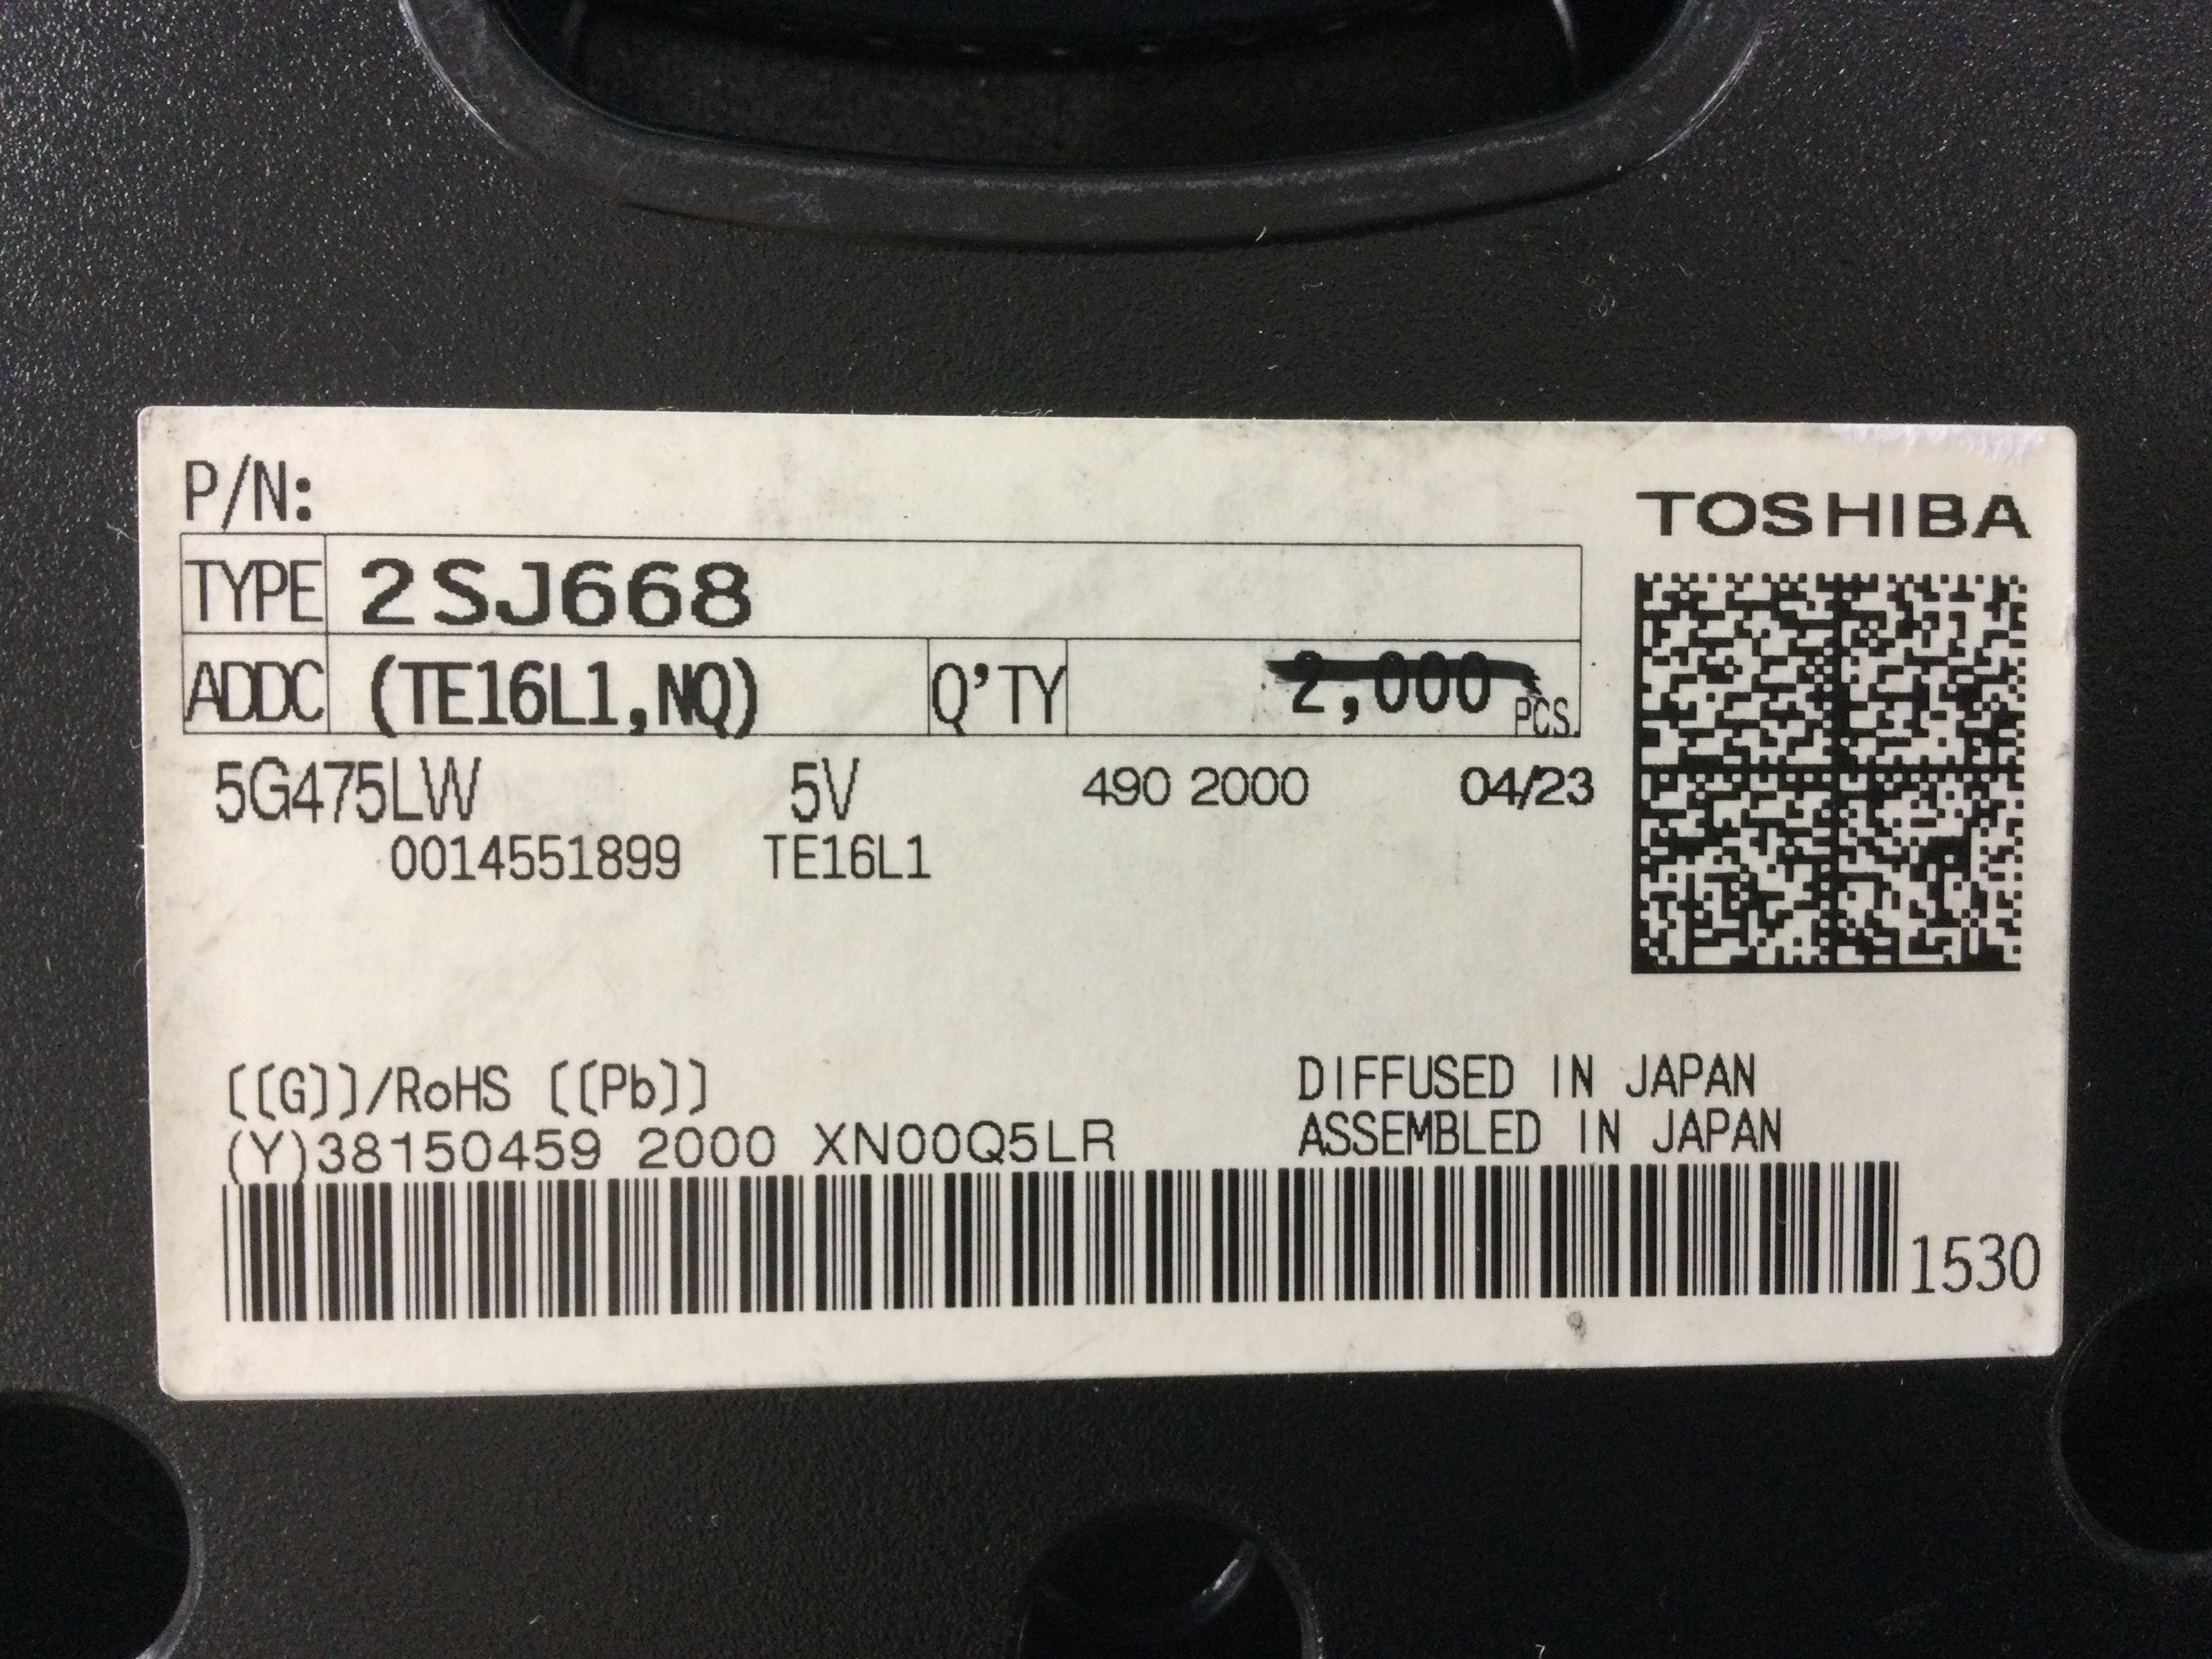 P/N:
TOSHIBA
TYPE 2SJ668
ADDC (TE16L1,NQ) Q'TY 2,000 PCS.
5G475LW 5V 490 2000 04/23
0014551899 TE16L1
[[G]]/RoHS [[Pb]]
DIFFUSED IN JAPAN
(Y)38150459 2000 XN00Q5LR
ASSEMBLED IN JAPAN
1530